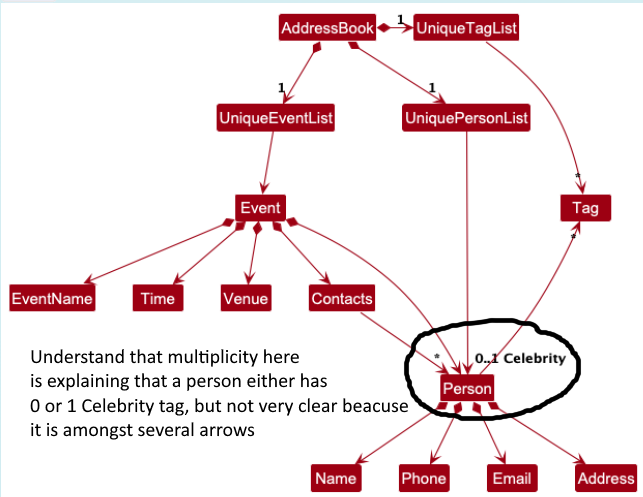 AddressBook
1
UniqueTagList
1
1
UniqueEventList
UniquePersonList
*
Event
Tag
*
EventName
Time
Venue
Contacts
Understand that multiplicity here
is explaining that a person either has
0 or 1 Celebrity tag, but not very clear beacuse
it is amongst several arrows
*
0..1 Celebrity
Person
Name
Phone
Email
Address